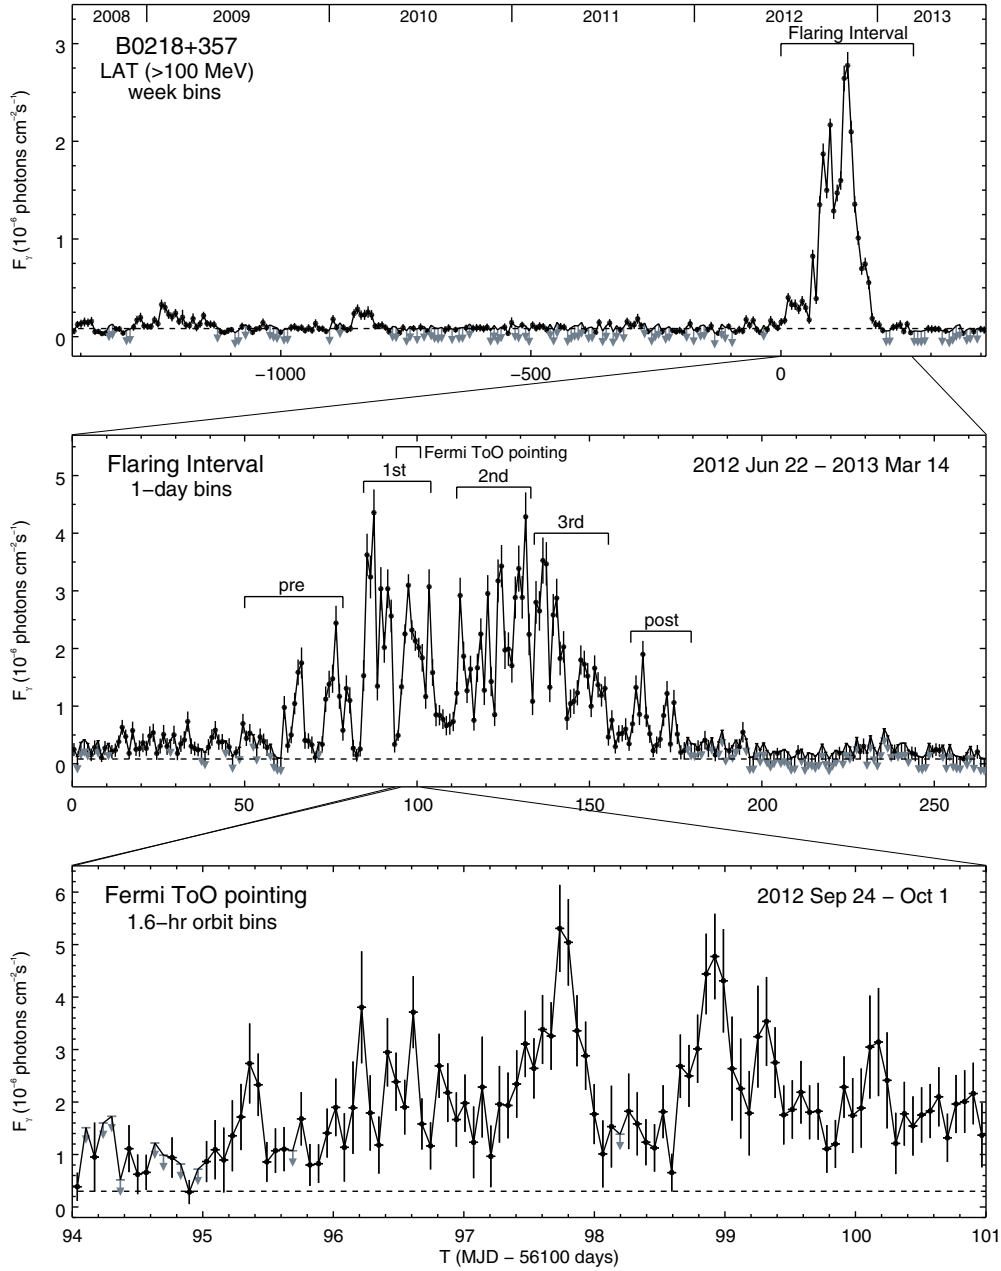 2008 2009 2010 2011 2012 2013
B0218+357
LAT (>100 MeV)
week bins
Flaring Interval
Fγ (10⁻⁶ photons cm⁻²s⁻¹)
3
2
1
0
−1000 −500 0
Flaring Interval
1−day bins
2012 Jun 22 − 2013 Mar 14
Fermi ToO pointing
1st
2nd
3rd
pre
post
Fγ (10⁻⁶ photons cm⁻²s⁻¹)
5
4
3
2
1
0
0 50 100 150 200 250
Fermi ToO pointing
1.6−hr orbit bins
2012 Sep 24 − Oct 1
Fγ (10⁻⁶ photons cm⁻²s⁻¹)
6
5
4
3
2
1
0
94 95 96 97 98 99 100 101
T (MJD − 56100 days)